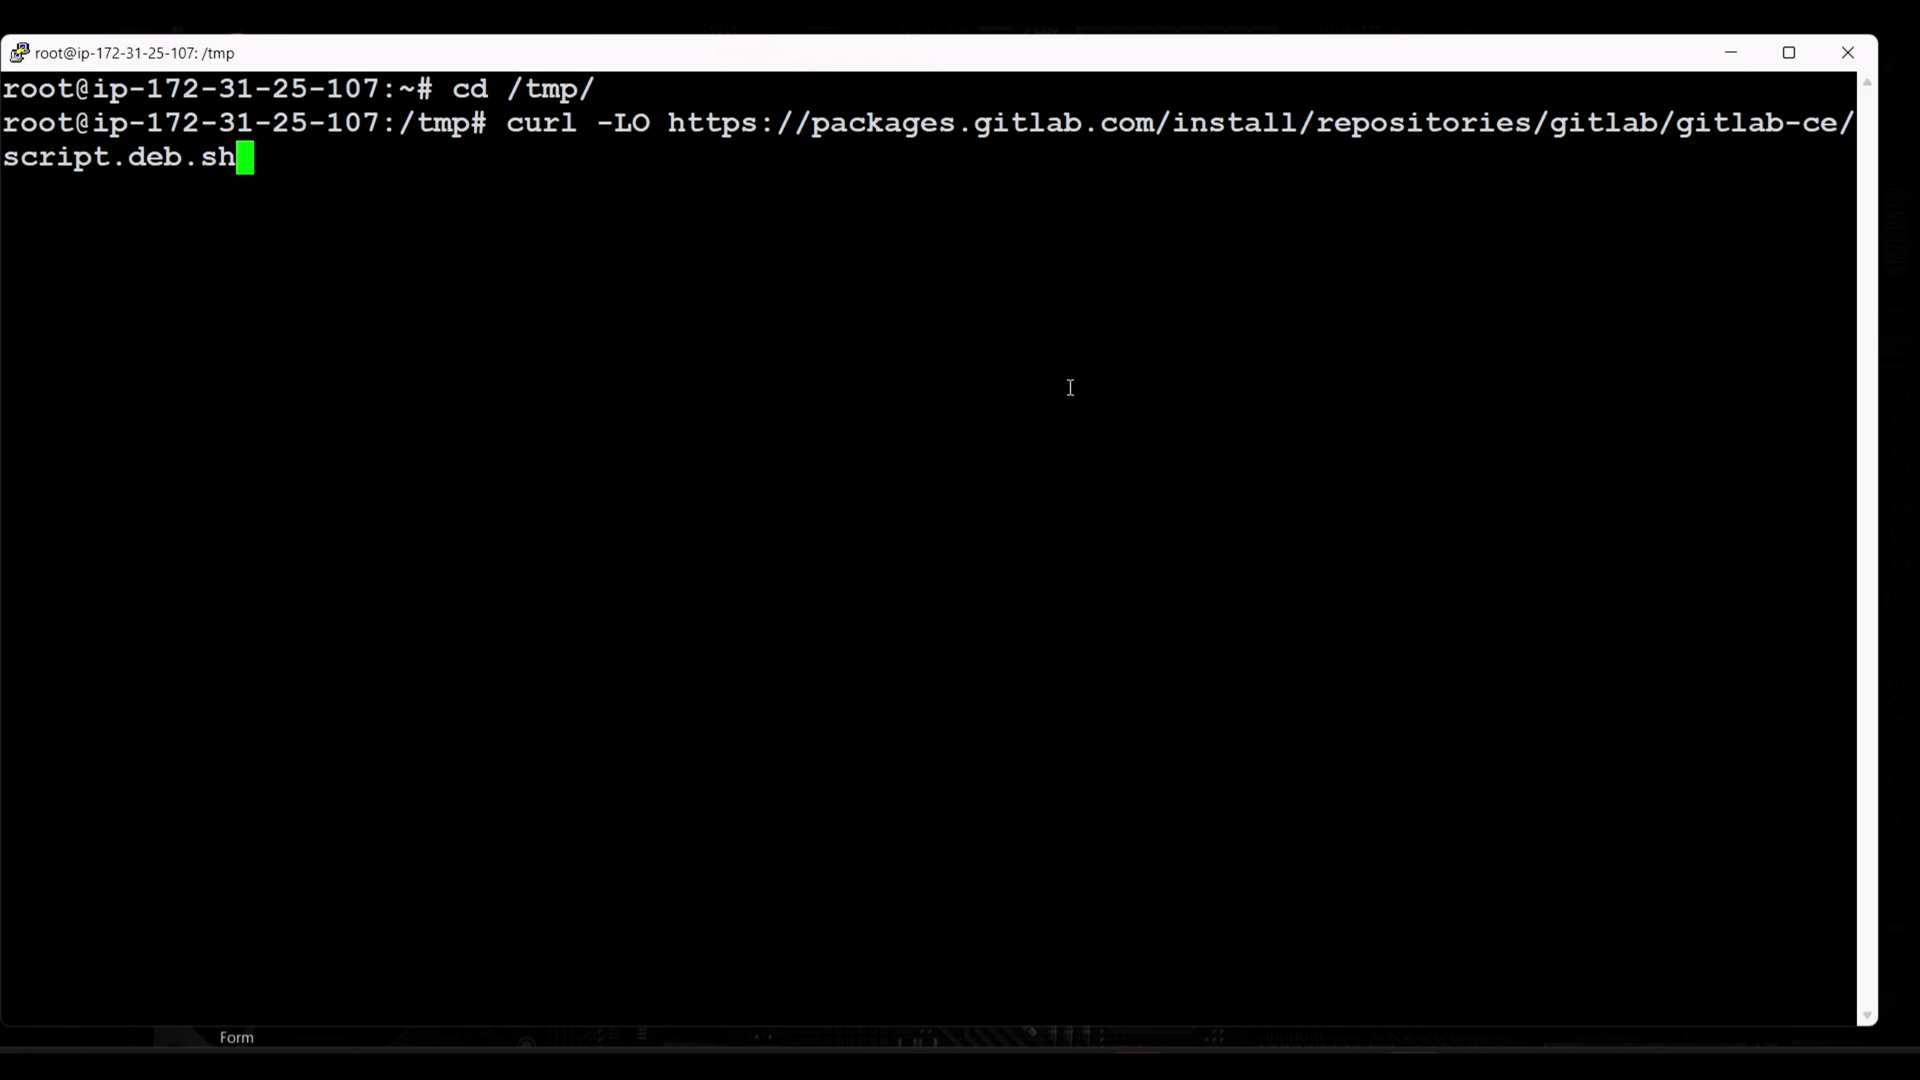 root@ip-172-31-25-107: /tmp
root@ip-172-31-25-107:~# cd /tmp/
root@ip-172-31-25-107:/tmp# curl -LO https://packages.gitlab.com/install/repositories/gitlab/gitlab-ce/
script.deb.sh
Form